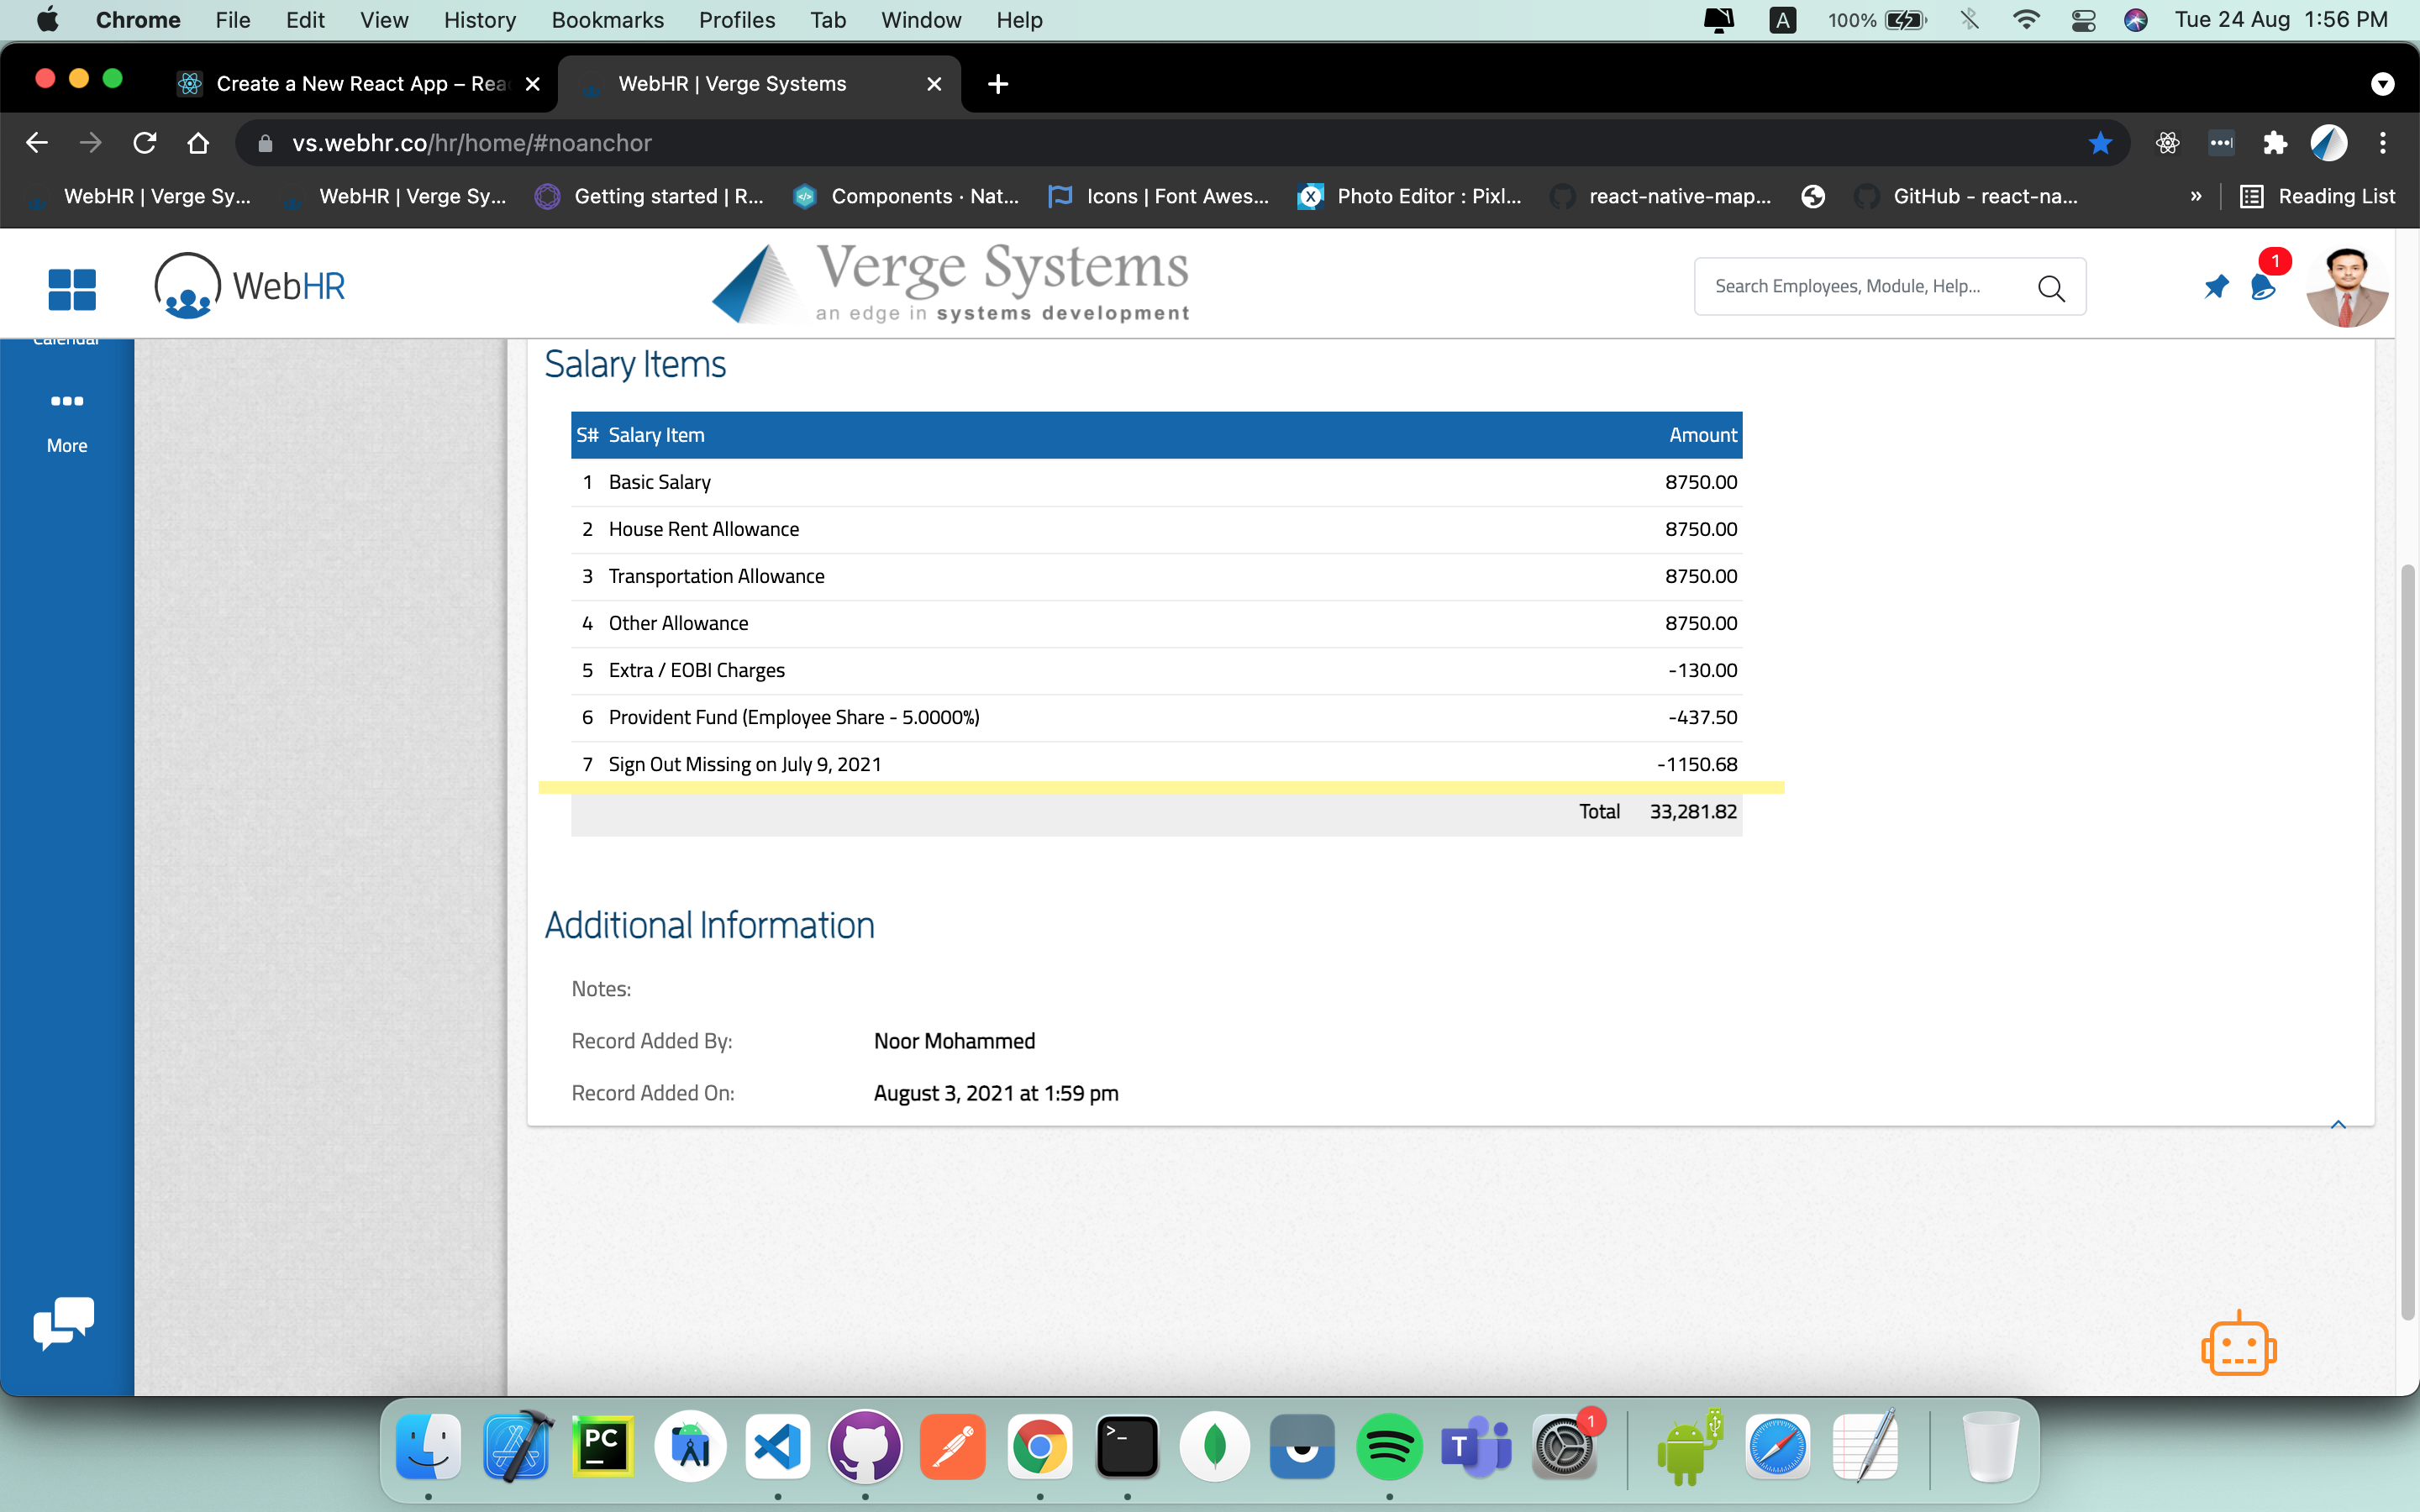 Chrome File Edit View History Bookmarks Profiles Tab Window Help A 100% Tue 24 Aug 1:56 PM
Create a New React App – Rea WebHR | Verge Systems
vs.webhr.co/hr/home/#noanchor
WebHR | Verge Sy... WebHR | Verge Sy... Getting started | R... Components · Nat... Icons | Font Awes... Photo Editor : Pixl... react-native-map... GitHub - react-na... » Reading List
WebHR Verge Systems Search Employees, Module, Help... 1
an edge in systems development
Calendar
More
Salary Items
S# Salary Item Amount
1 Basic Salary 8750.00
2 House Rent Allowance 8750.00
3 Transportation Allowance 8750.00
4 Other Allowance 8750.00
5 Extra / EOBI Charges -130.00
6 Provident Fund (Employee Share - 5.0000%) -437.50
7 Sign Out Missing on July 9, 2021 -1150.68
Total 33,281.82
Additional Information
Notes:
Record Added By: Noor Mohammed
Record Added On: August 3, 2021 at 1:59 pm
PC >_ T 1